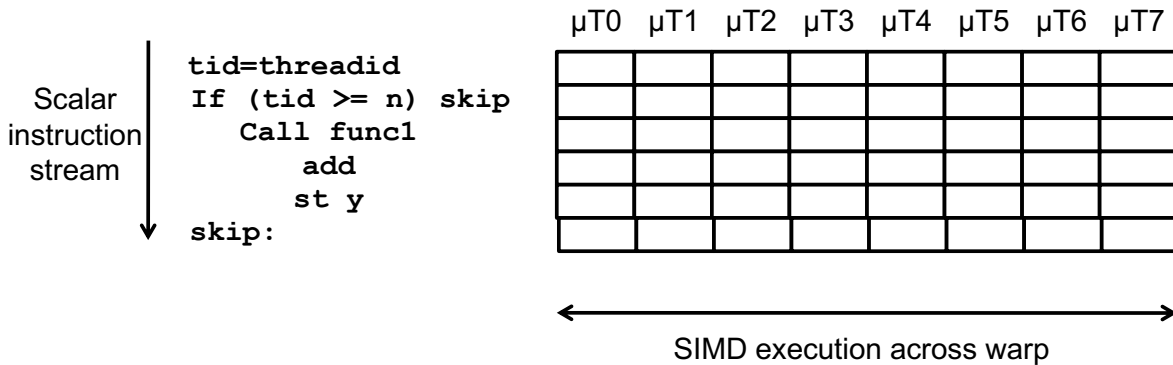 µT0 µT1 µT2 µT3 µT4 µT5 µT6 µT7
Scalar
instruction
stream
tid=threadid
If (tid >= n) skip
Call func1
add
st y
skip:
SIMD execution across warp